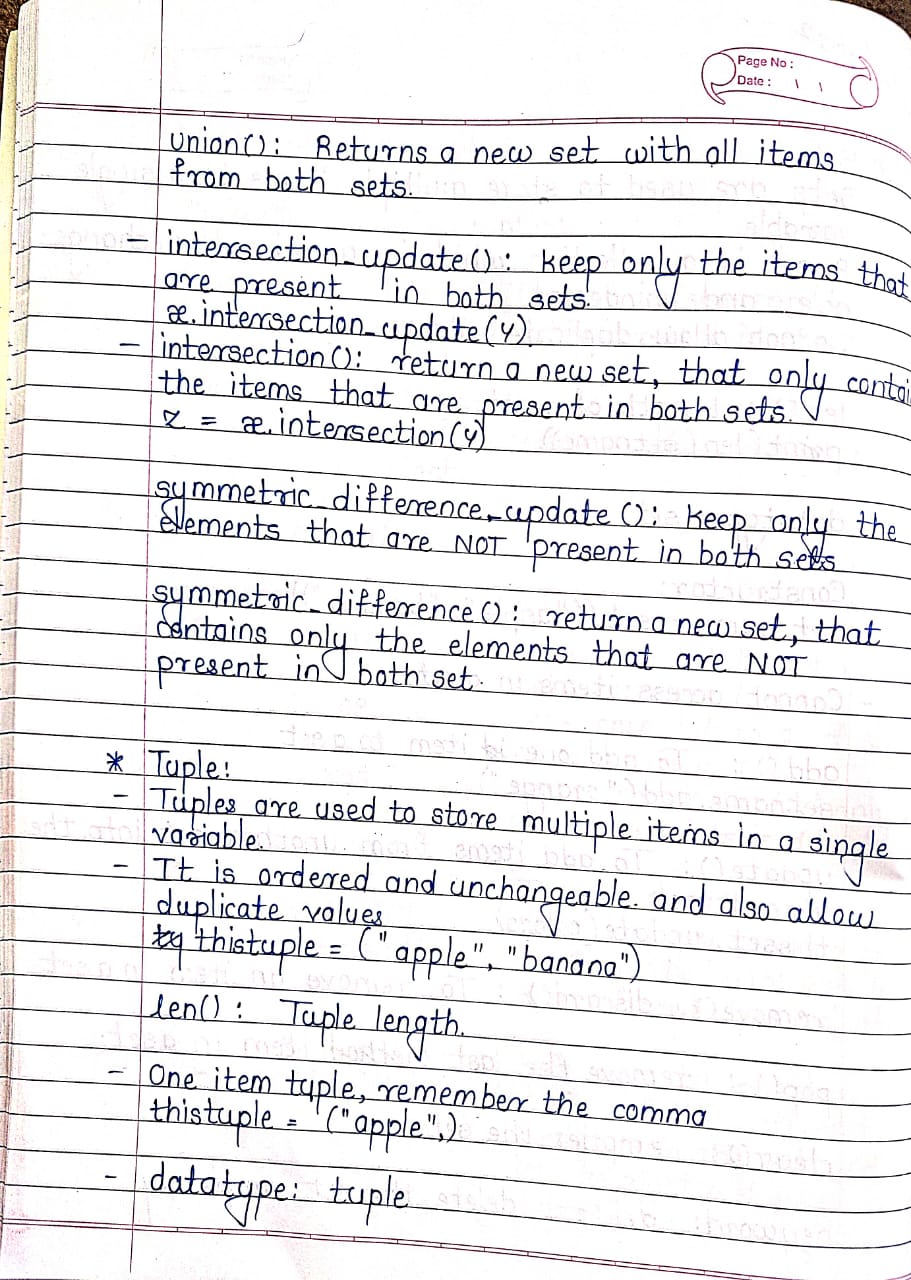 Page No :
Date : \ \
union(): Returns a new set with all items
from both sets.
- intersection_update(): keep only the items that
are present in both sets.
x.intersection_update(y)
- intersection(): return a new set, that only contai
the items that are present in both sets.
z = x.intersection(y)
symmetric_difference_update(): keep only the
elements that are NOT present in both sets
symmetric_difference(): return a new set, that
contains only the elements that are NOT
present in both set.
* Tuple:
- Tuples are used to store multiple items in a single
variable.
- It is ordered and unchangeable. and also allow
duplicate values
thistuple = ("apple", "banana")
len(): Tuple length.
- One item tuple, remember the comma
thistuple = ("apple",)
- datatype: tuple